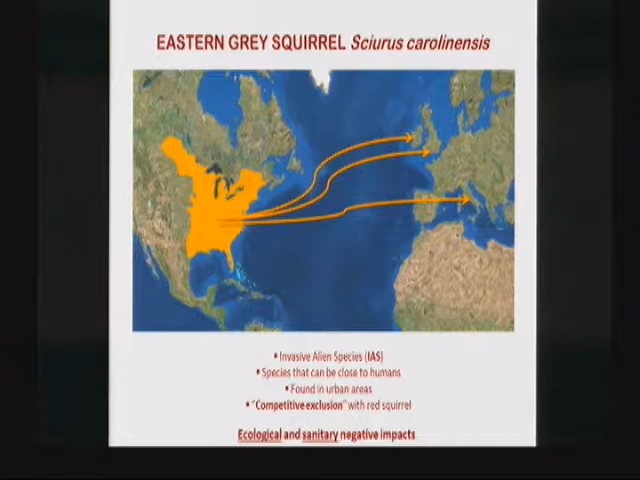 EASTERN GREY SQUIRREL Sciurus carolinensis
▪ Invasive Alien Species (IAS)
▪ Species that can be close to humans
▪ Found in urban areas
▪ "Competitive exclusion" with red squirrel
Ecological and sanitary negative impacts